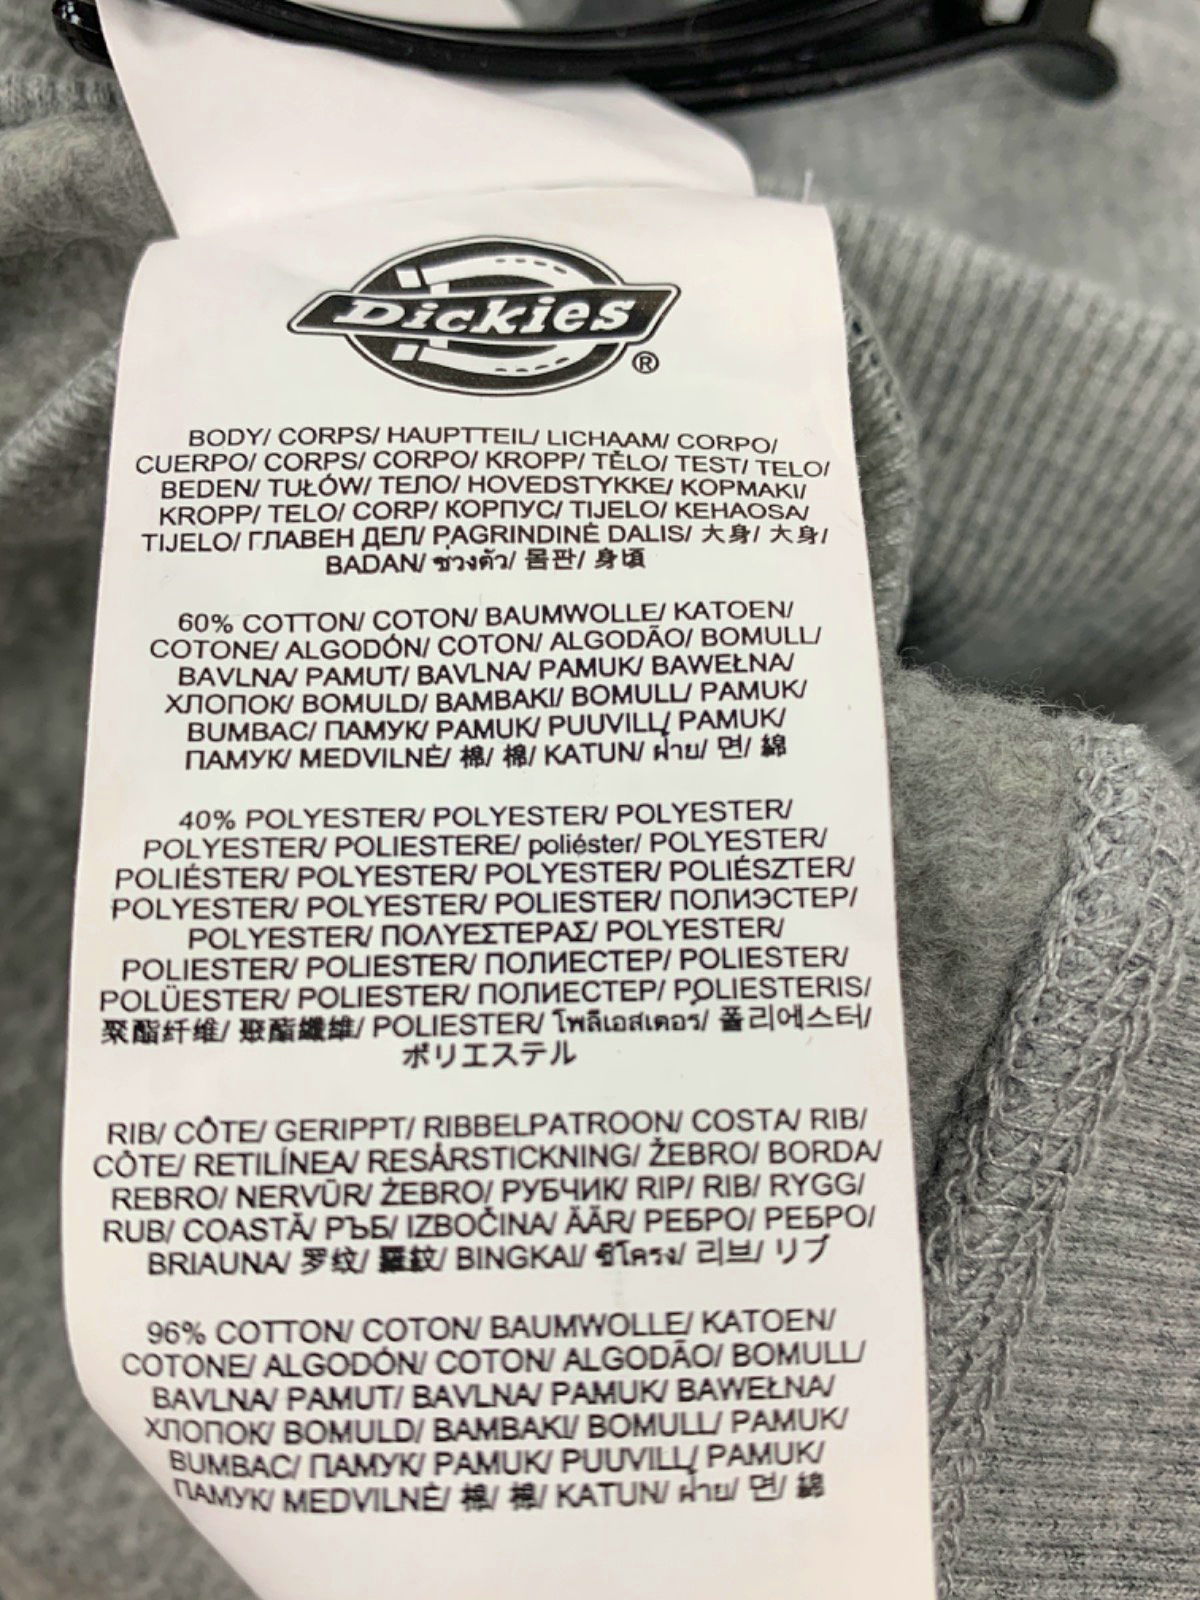 Dickies®
BODY/ CORPS/ HAUPTTEIL/ LICHAAM/ CORPO/
CUERPO/ CORPS/ CORPO/ KROPP/ TĚLO/ TEST/ TELO/
BEDEN/ TUŁÓW/ ТЕЛО/ HOVEDSTYKKE/ ΚΟΡΜΑΚΙ/
KROPP/ TELO/ CORP/ КОРПУС/ TIJELO/ KEHAOSA/
TIJELO/ ГЛАВЕН ДЕЛ/ PAGRINDINĖ DALIS/ 大身/ 大身/
BADAN/ ช่วงตัว/ 몸판/ 身頃
60% COTTON/ COTON/ BAUMWOLLE/ KATOEN/
COTONE/ ALGODÓN/ COTON/ ALGODÃO/ BOMULL/
BAVLNA/ PAMUT/ BAVLNA/ PAMUK/ BAWEŁNA/
ХЛОПОК/ BOMULD/ BAMBAKI/ BOMULL/ PAMUK/
BUMBAC/ ПАМУК/ PAMUK/ PUUVILL/ PAMUK/
ПАМУК/ MEDVILNĖ/ 棉/ 棉/ KATUN/ ฝ้าย/ 면/ 綿
40% POLYESTER/ POLYESTER/ POLYESTER/
POLYESTER/ POLIESTERE/ poliéster/ POLYESTER/
POLIÉSTER/ POLYESTER/ POLYESTER/ POLIÉSZTER/
POLYESTER/ POLYESTER/ POLIESTER/ ПОЛИЭСТЕР/
POLYESTER/ ΠΟΛΥΕΣΤΕΡΑΣ/ POLYESTER/
POLIESTER/ POLIESTER/ ПОЛИЕСТЕР/ POLIESTER/
POLÜESTER/ POLIESTER/ ПОЛИЕСТЕР/ POLIESTERIS/
聚酯纤维/ 聚酯纖維/ POLIESTER/ โพลีเอสเตอร์/ 폴리에스터/
ポリエステル
RIB/ CÔTE/ GERIPPT/ RIBBELPATROON/ COSTA/ RIB/
CÔTE/ RETILÍNEA/ RESÅRSTICKNING/ ŽEBRO/ BORDA/
REBRO/ NERVÜR/ ŻEBRO/ РУБЧИК/ RIP/ RIB/ RYGG/
RUB/ COASTĂ/ РЪБ/ IZBOČINA/ ÄÄR/ РЕБРО/ РЕБРО/
BRIAUNA/ 罗纹/ 羅紋/ BINGKAI/ ซี่โครง/ 리브/ リブ
96% COTTON/ COTON/ BAUMWOLLE/ KATOEN/
COTONE/ ALGODÓN/ COTON/ ALGODÃO/ BOMULL/
BAVLNA/ PAMUT/ BAVLNA/ PAMUK/ BAWEŁNA/
ХЛОПОК/ BOMULD/ BAMBAKI/ BOMULL/ PAMUK/
BUMBAC/ ПАМУК/ PAMUK/ PUUVILL/ PAMUK/
ПАМУК/ MEDVILNĖ/ 棉/ 棉/ KATUN/ ฝ้าย/ 면/ 綿